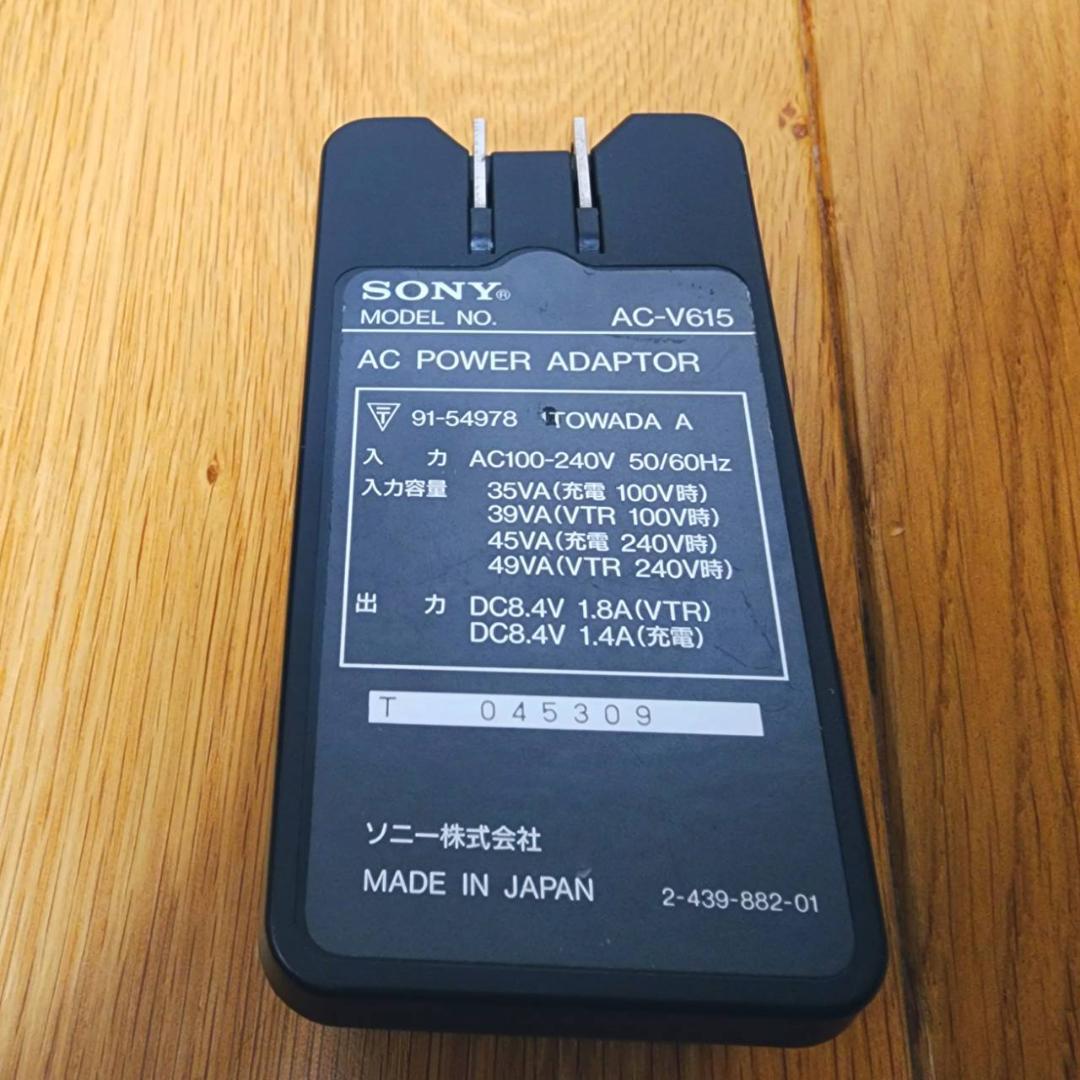 SONY®
MODEL NO. AC-V615
AC POWER ADAPTOR
〒 91-54978 TOWADA A
入力 AC100-240V 50/60Hz
入力容量 35VA(充電 100V時)
39VA(VTR 100V時)
45VA(充電 240V時)
49VA(VTR 240V時)
出力 DC8.4V 1.8A(VTR)
DC8.4V 1.4A(充電)
T 045309
ソニー株式会社
MADE IN JAPAN 2-439-882-01